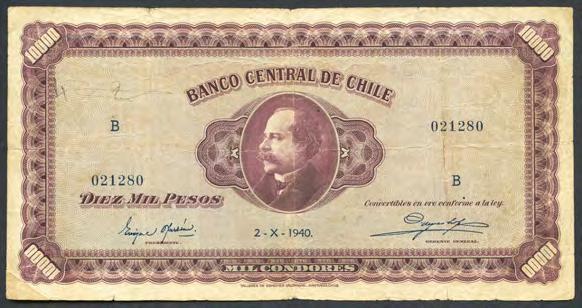 10000
10000
BANCO CENTRAL DE CHILE
B
021280
021280
B
DIEZ MIL PESOS
Convertibles en oro conforme a la ley.
2-X-1940.
PRESIDENTE.
GERENTE GENERAL.
10000
MIL CONDORES
10000